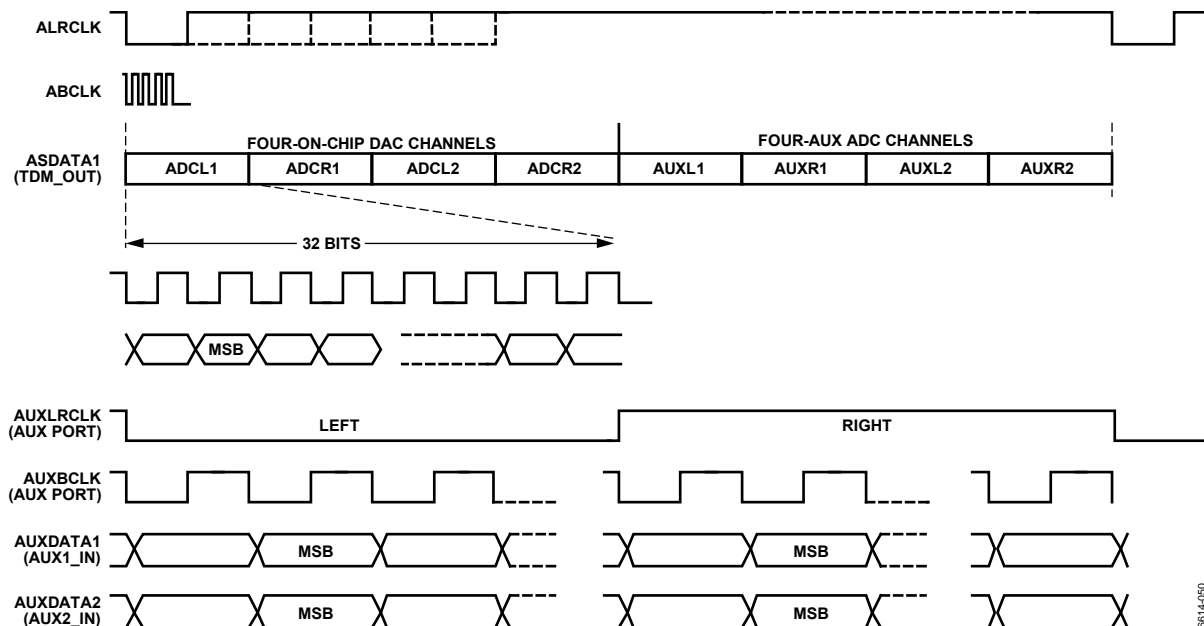 ALRCLK
ABCLK
FOUR-ON-CHIP DAC CHANNELS
FOUR-AUX ADC CHANNELS
ASDATA1
(TDM_OUT)
ADCL1 ADCR1 ADCL2 ADCR2 AUXL1 AUXR1 AUXL2 AUXR2
32 BITS
MSB
AUXLRCLK
(AUX PORT)
LEFT RIGHT
AUXBCLK
(AUX PORT)
AUXDATA1
(AUX1_IN)
MSB MSB
AUXDATA2
(AUX2_IN)
MSB MSB
6614-050